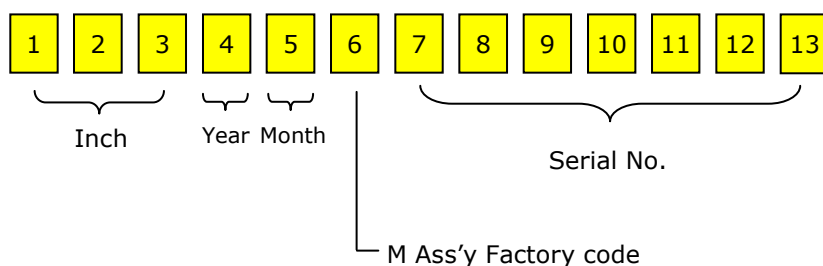 1 2 3 4 5 6 7 8 9 10 11 12 13
Inch Year Month
Serial No.
M Ass’y Factory code